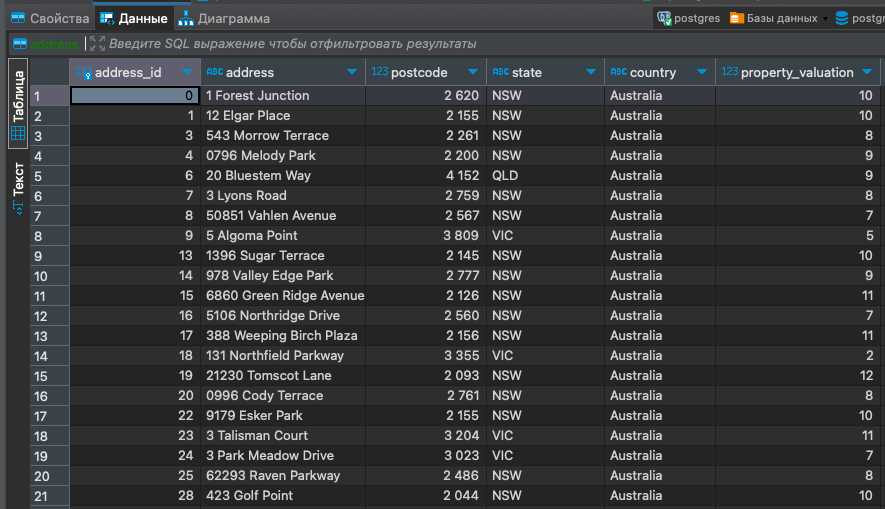 Свойства Данные Диаграмма postgres Базы данных postgr
address Введите SQL выражение чтобы отфильтровать результаты
Таблица
Текст
123 address_id ABC address 123 postcode ABC state ABC country 123 property_valuation
1 0 1 Forest Junction 2 620 NSW Australia 10
2 1 12 Elgar Place 2 155 NSW Australia 10
3 3 543 Morrow Terrace 2 261 NSW Australia 8
4 4 0796 Melody Park 2 200 NSW Australia 9
5 6 20 Bluestem Way 4 152 QLD Australia 9
6 7 3 Lyons Road 2 759 NSW Australia 8
7 8 50851 Vahlen Avenue 2 567 NSW Australia 7
8 9 5 Algoma Point 3 809 VIC Australia 5
9 13 1396 Sugar Terrace 2 145 NSW Australia 10
10 14 978 Valley Edge Park 2 777 NSW Australia 9
11 15 6860 Green Ridge Avenue 2 126 NSW Australia 11
12 16 5106 Northridge Drive 2 560 NSW Australia 7
13 17 388 Weeping Birch Plaza 2 156 NSW Australia 11
14 18 131 Northfield Parkway 3 355 VIC Australia 2
15 19 21230 Tomscot Lane 2 093 NSW Australia 12
16 20 0996 Cody Terrace 2 761 NSW Australia 8
17 22 9179 Esker Park 2 155 NSW Australia 10
18 23 3 Talisman Court 3 204 VIC Australia 11
19 24 3 Park Meadow Drive 3 023 VIC Australia 7
20 25 62293 Raven Parkway 2 486 NSW Australia 8
21 28 423 Golf Point 2 044 NSW Australia 10